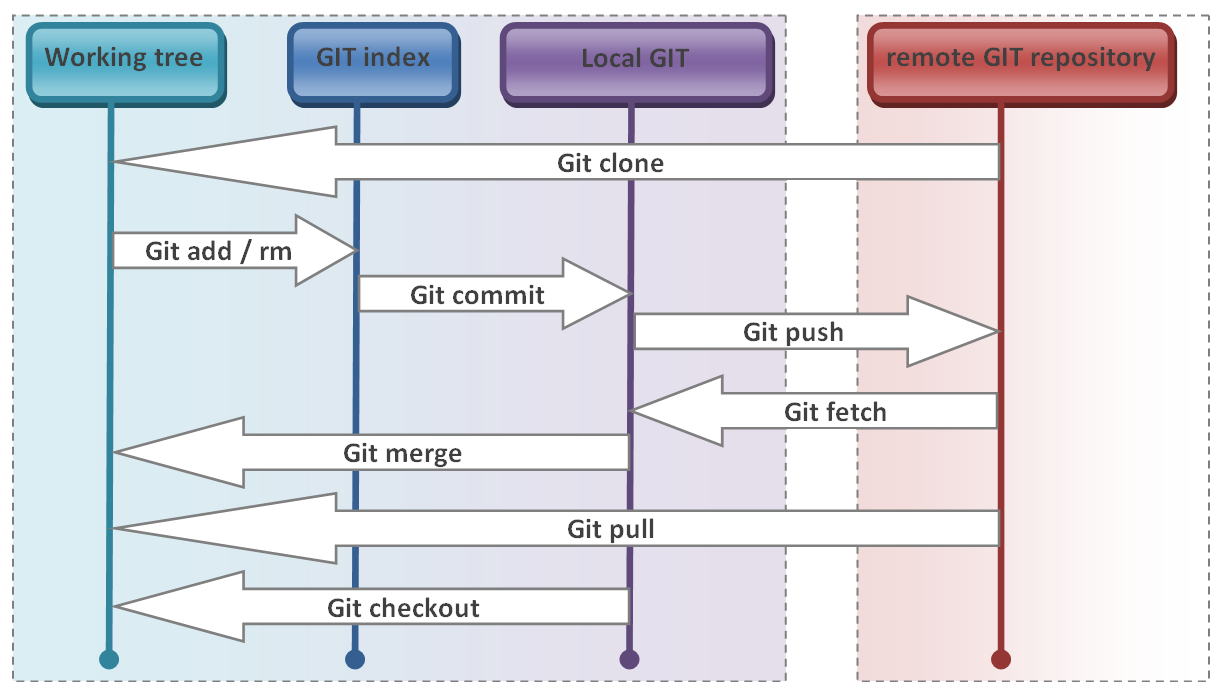 Working tree
GIT index
Local GIT
remote GIT repository
Git clone
Git add / rm
Git commit
Git push
Git fetch
Git merge
Git pull
Git checkout